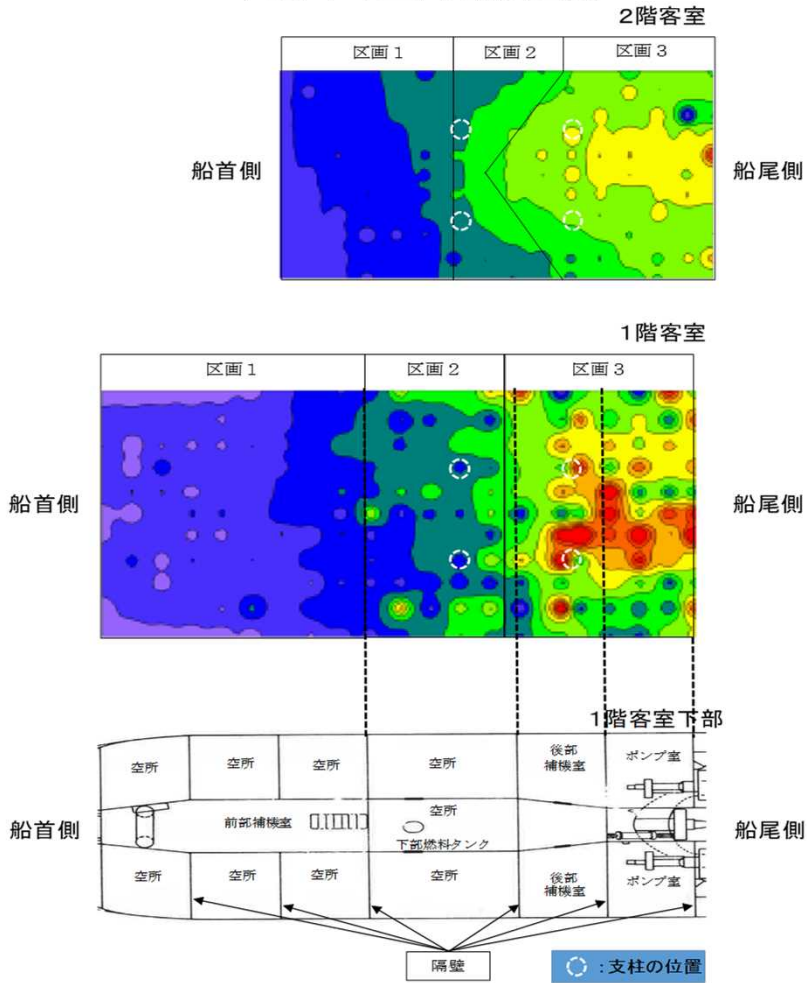 2階客室
区画1
区画2
区画3
船首側
船尾側
1階客室
区画1
区画2
区画3
船首側
船尾側
1階客室下部
空所
空所
空所
空所
後部
補機室
ポンプ室
船首側
前部補機室
空所
下部燃料タンク
船尾側
空所
空所
空所
空所
後部
補機室
ポンプ室
隔壁
:支柱の位置